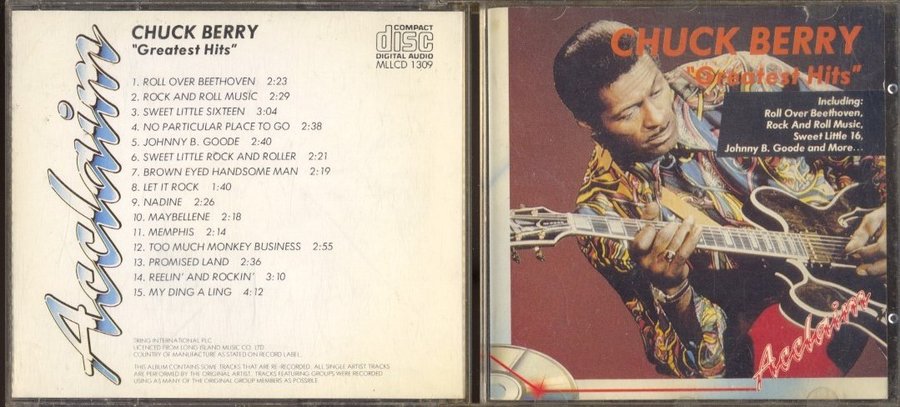 Acclaim
CHUCK BERRY
"Greatest Hits"
COMPACT
disc
DIGITAL AUDIO
MLLCD 1309
1. ROLL OVER BEETHOVEN 2:23
2. ROCK AND ROLL MUSIC 2:29
3. SWEET LITTLE SIXTEEN 3:04
4. NO PARTICULAR PLACE TO GO 2:38
5. JOHNNY B. GOODE 2:40
6. SWEET LITTLE ROCK AND ROLLER 2:21
7. BROWN EYED HANDSOME MAN 2:19
8. LET IT ROCK 1:40
9. NADINE 2:26
10. MAYBELLENE 2:18
11. MEMPHIS 2:14
12. TOO MUCH MONKEY BUSINESS 2:55
13. PROMISED LAND 2:36
14. REELIN' AND ROCKIN' 3:10
15. MY DING A LING 4:12
TRING INTERNATIONAL PLC
LICENCED FROM LONG ISLAND MUSIC CO. LTD.
COUNTRY OF MANUFACTURE AS STATED ON RECORD LABEL
THIS ALBUM CONTAINS SOME TRACKS THAT ARE RE-RECORDED. ALL SINGLE ARTIST TRACKS
ARE PERFORMED BY THE ORIGINAL ARTIST. TRACKS FEATURING GROUPS WERE RECORDED
USING AS MANY OF THE ORIGINAL GROUP MEMBERS AS POSSIBLE
CHUCK BERRY
"Greatest Hits"
Including:
Roll Over Beethoven,
Rock And Roll Music,
Sweet Little 16,
Johnny B. Goode and More...
Acclaim